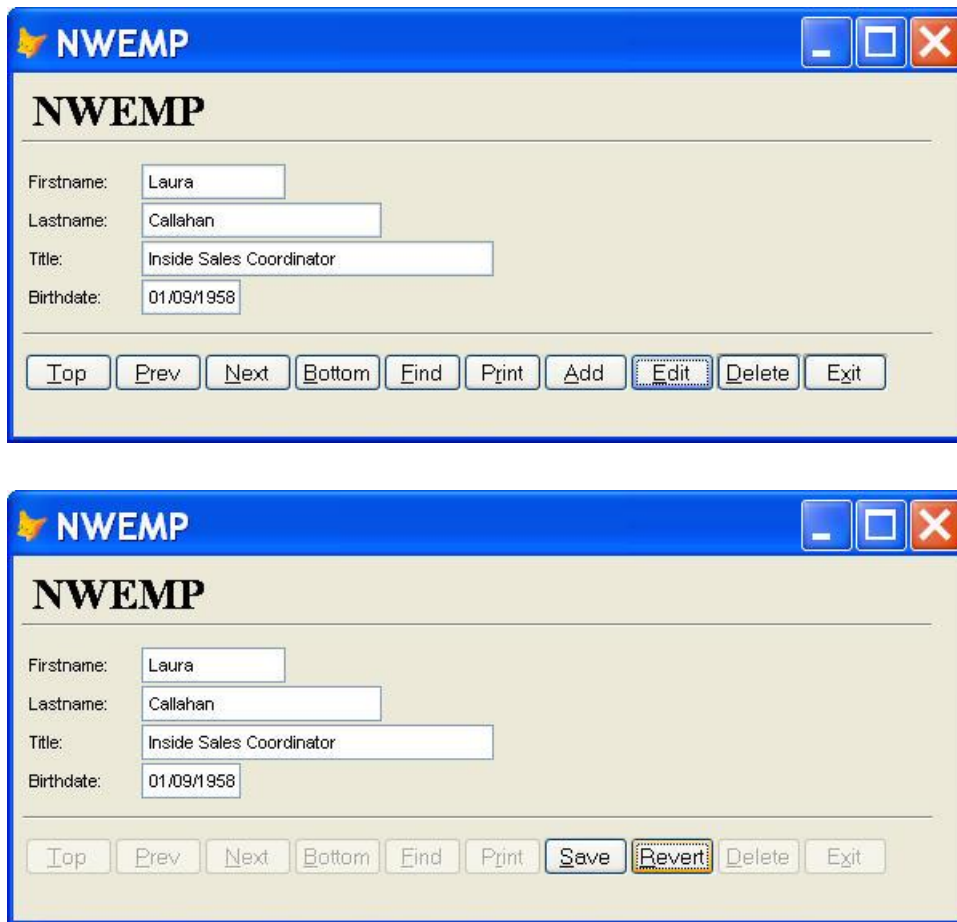 NWEMP
NWEMP
Firstname: Laura
Lastname: Callahan
Title: Inside Sales Coordinator
Birthdate: 01/09/1958
Top Prev Next Bottom Find Print Add Edit Delete Exit
NWEMP
NWEMP
Firstname: Laura
Lastname: Callahan
Title: Inside Sales Coordinator
Birthdate: 01/09/1958
Top Prev Next Bottom Find Print Save Revert Delete Exit